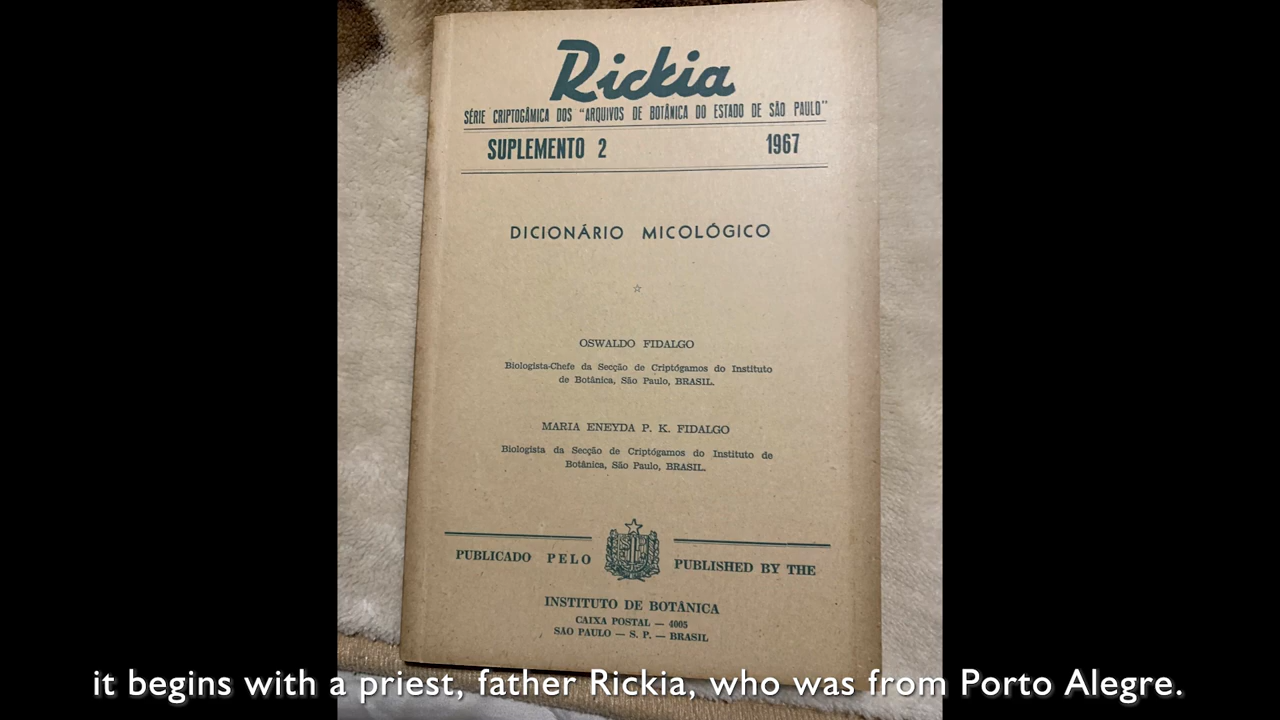 Rickia
SÉRIE CRIPTOGÂMICA DOS "ARQUIVOS DE BOTÂNICA DO ESTADO DE SÃO PAULO"
SUPLEMENTO 2 1967
DICIONÁRIO MICOLÓGICO
☆
OSWALDO FIDALGO
Biologista-Chefe da Secção de Criptógamos do Instituto
de Botânica, São Paulo, BRASIL.
MARIA ENEYDA P. K. FIDALGO
Biologista da Secção de Criptógamos do Instituto de
Botânica, São Paulo, BRASIL.
PUBLICADO PELO PUBLISHED BY THE
INSTITUTO DE BOTÂNICA
CAIXA POSTAL — 4005
SÃO PAULO — S. P. — BRASIL
it begins with a priest, father Rickia, who was from Porto Alegre.